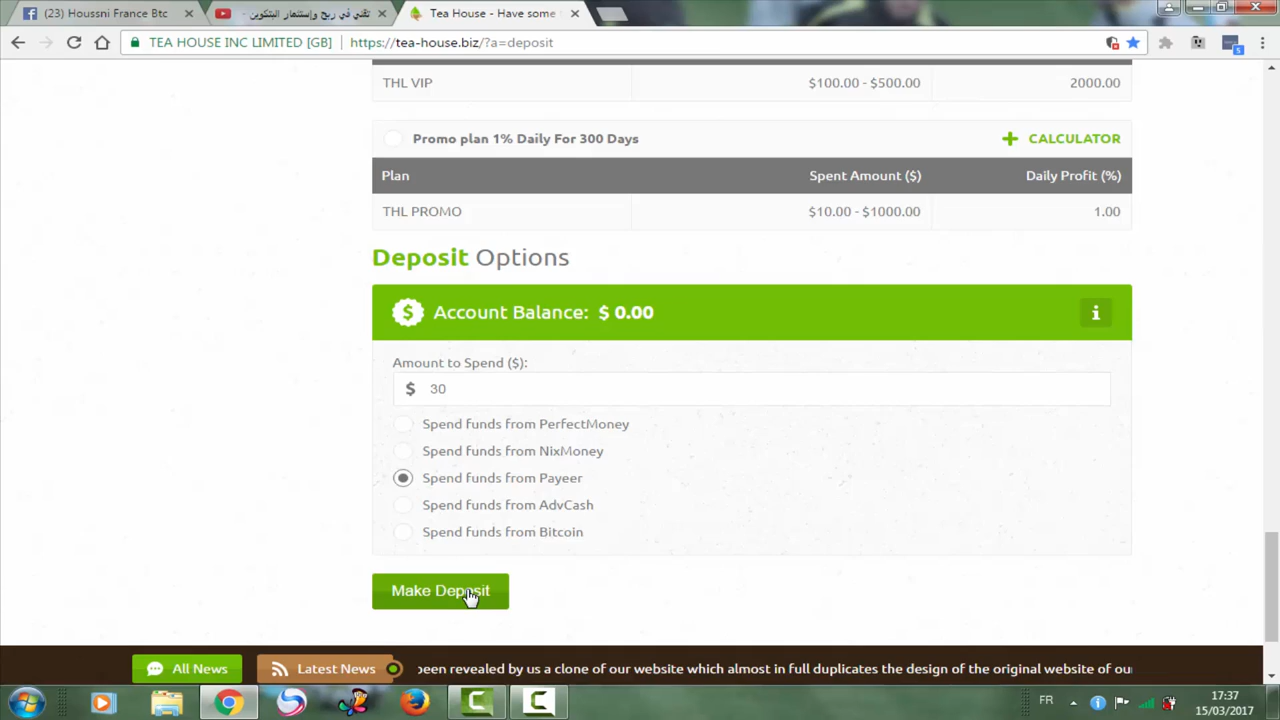 (23) Houssni France Btc
تقني في ربح وإستثمار البتكوين -
Tea House - Have some t
TEA HOUSE INC LIMITED [GB]
https://tea-house.biz/?a=deposit
THL VIP $100.00 - $500.00 2000.00
Promo plan 1% Daily For 300 Days + CALCULATOR
Plan Spent Amount ($) Daily Profit (%)
THL PROMO $10.00 - $1000.00 1.00
Deposit Options
$ Account Balance: $ 0.00 i
Amount to Spend ($):
$ 30
Spend funds from PerfectMoney
Spend funds from NixMoney
Spend funds from Payeer
Spend funds from AdvCash
Spend funds from Bitcoin
Make Deposit
All News Latest News been revealed by us a clone of our website which almost in full duplicates the design of the original website of our
FR 17:37
15/03/2017